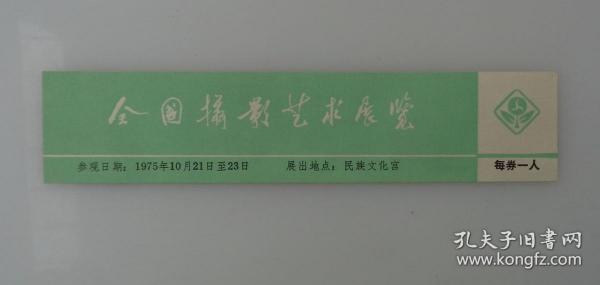 全国摄影艺术展览
参观日期：1975年10月21日至23日
展出地点：民族文化宫
每券一人
孔夫子旧书网
www.kongfz.com